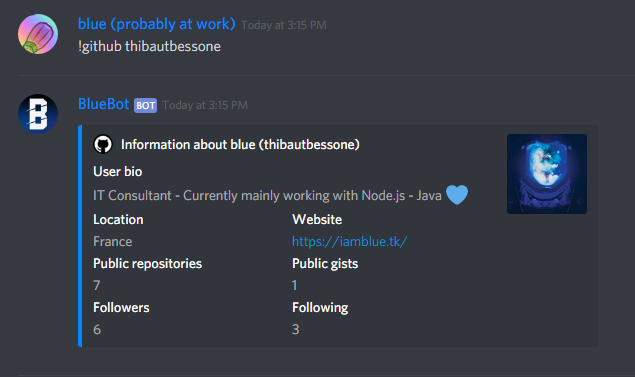 blue (probably at work) Today at 3:15 PM
!github thibautbessone
B
BlueBot BOT Today at 3:15 PM
Information about blue (thibautbessone)
User bio
IT Consultant - Currently mainly working with Node.js - Java 💙
Location Website
France https://iamblue.tk/
Public repositories Public gists
7 1
Followers Following
6 3